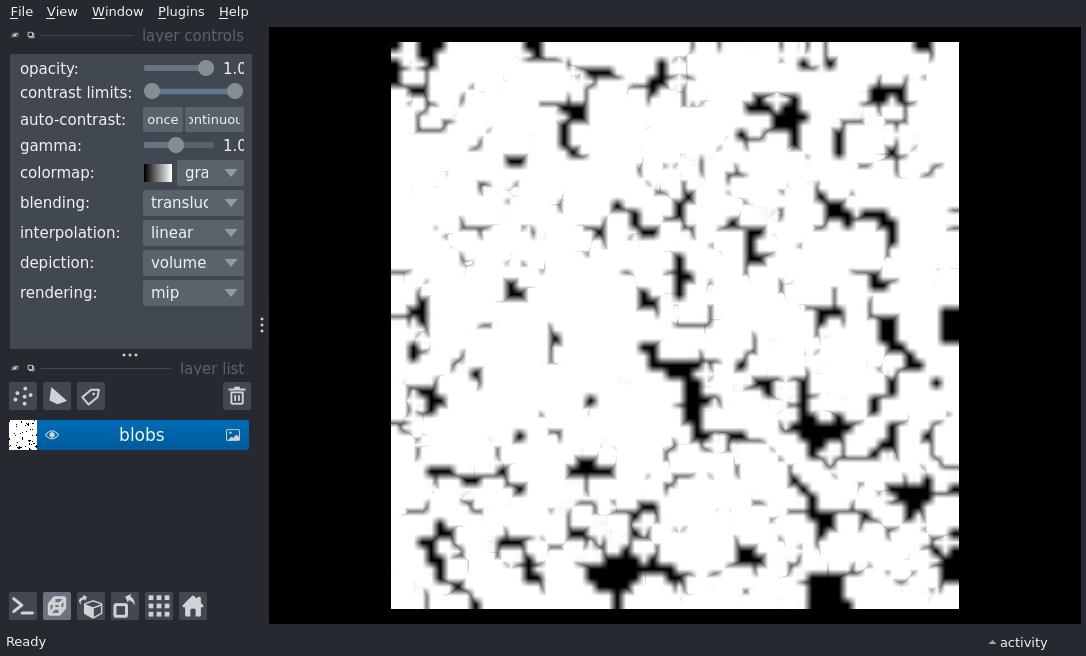 File View Window Plugins Help
layer controls
opacity: 1.0
contrast limits:
auto-contrast: once ontinuou
gamma: 1.0
colormap: gra
blending: transluc
interpolation: linear
depiction: volume
rendering: mip
layer list
blobs
Ready
activity